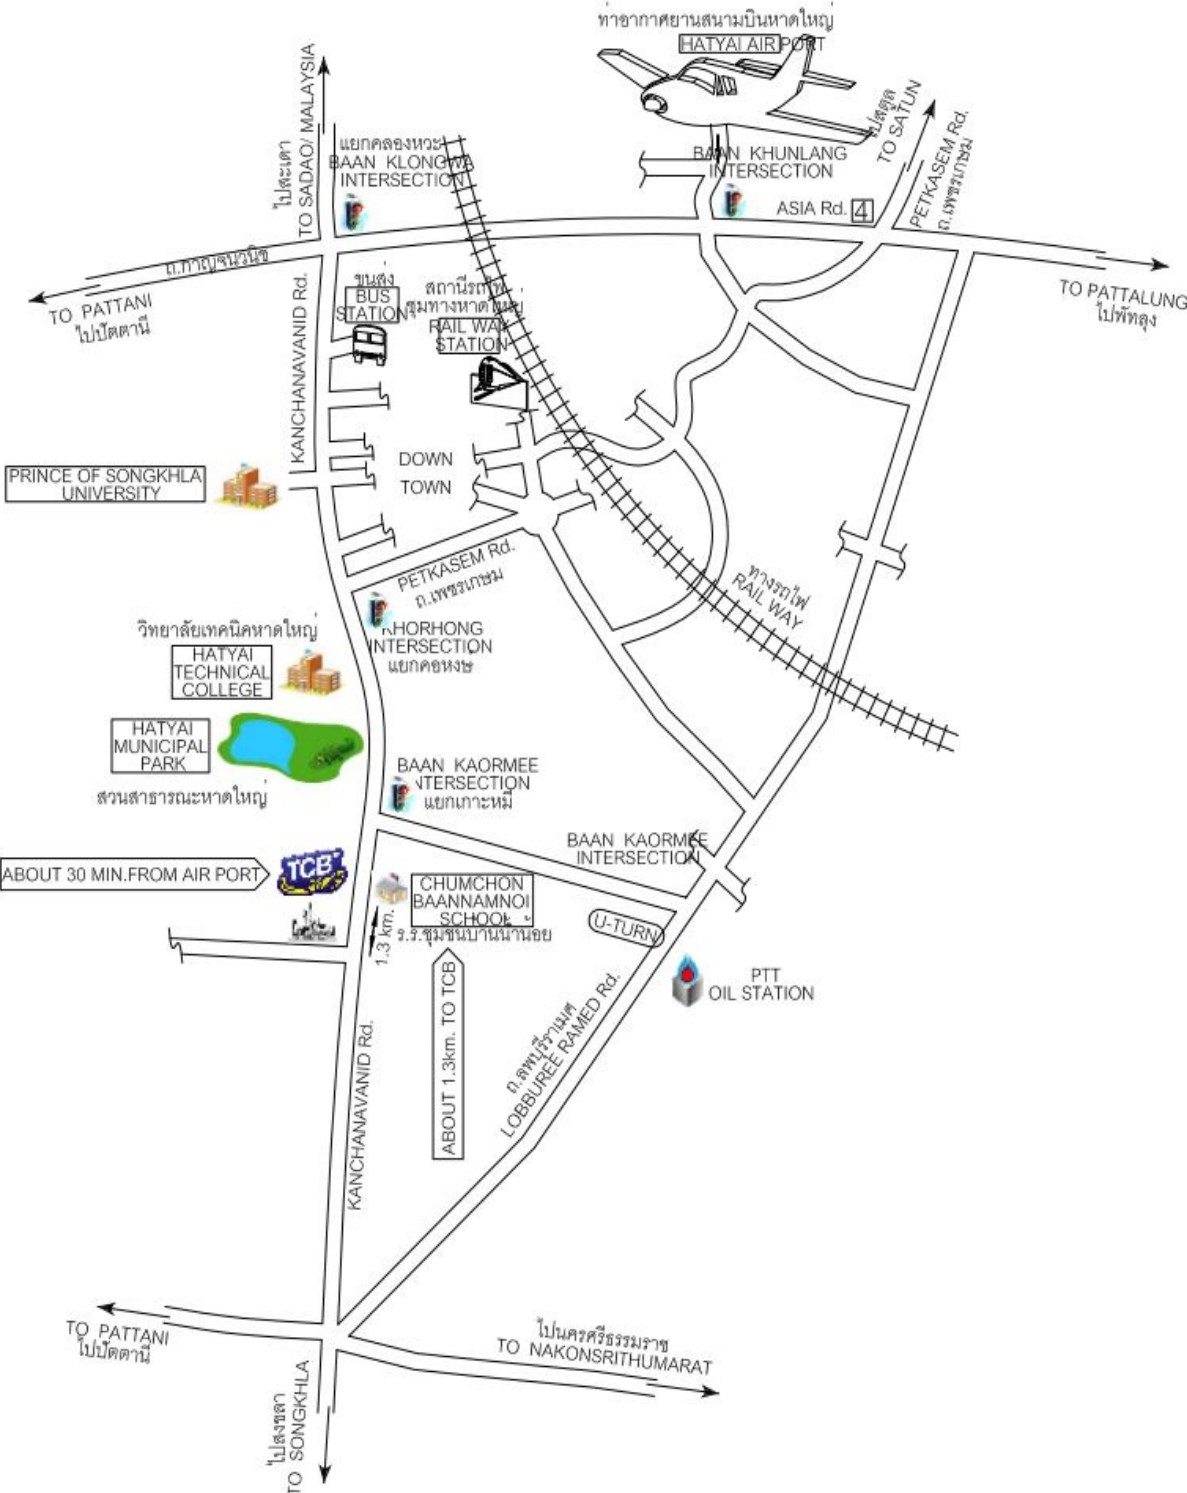 ท่าอากาศยานสนามบินหาดใหญ่
HATYAI AIR PORT
ไปสตูล
TO SATUN
PETKASEM Rd.
ถ.เพชรเกษม
ไปสะเดา
TO SADAO/ MALAYSIA
แยกคลองหวะ
BAAN KLONGWA
INTERSECTION
BAAN KHUNLANG
INTERSECTION
ASIA Rd. 4
ถ.กาญจนวนิช
TO PATTANI
ไปปัตตานี
TO PATTALUNG
ไปพัทลุง
KANCHANAVANID Rd.
ขนส่ง
BUS
STATION
สถานีรถไฟ
ชุมทางหาดใหญ่
RAIL WAY
STATION
DOWN
TOWN
PRINCE OF SONGKHLA
UNIVERSITY
PETKASEM Rd.
ถ.เพชรเกษม
ทางรถไฟ
RAIL WAY
KHORHONG
INTERSECTION
แยกคอหงษ์
วิทยาลัยเทคนิคหาดใหญ่
HATYAI
TECHNICAL
COLLEGE
HATYAI
MUNICIPAL
PARK
สวนสาธารณะหาดใหญ่
BAAN KAORMEE
INTERSECTION
แยกเกาะหมี
BAAN KAORMEE
INTERSECTION
ABOUT 30 MIN.FROM AIR PORT
TCB
CHUMCHON
BAANNAMNOI
SCHOOL
ร.ร.ชุมชนบ้านน้ำน้อย
1.3 km.
U-TURN
PTT
OIL STATION
ABOUT 1.3km. TO TCB
ถ.ลพบุรีราเมศ
LOBBUREE RAMED Rd.
KANCHANAVANID Rd.
TO PATTANI
ไปปัตตานี
ไปนครศรีธรรมราช
TO NAKONSRITHUMARAT
ไปสงขลา
TO SONGKHLA